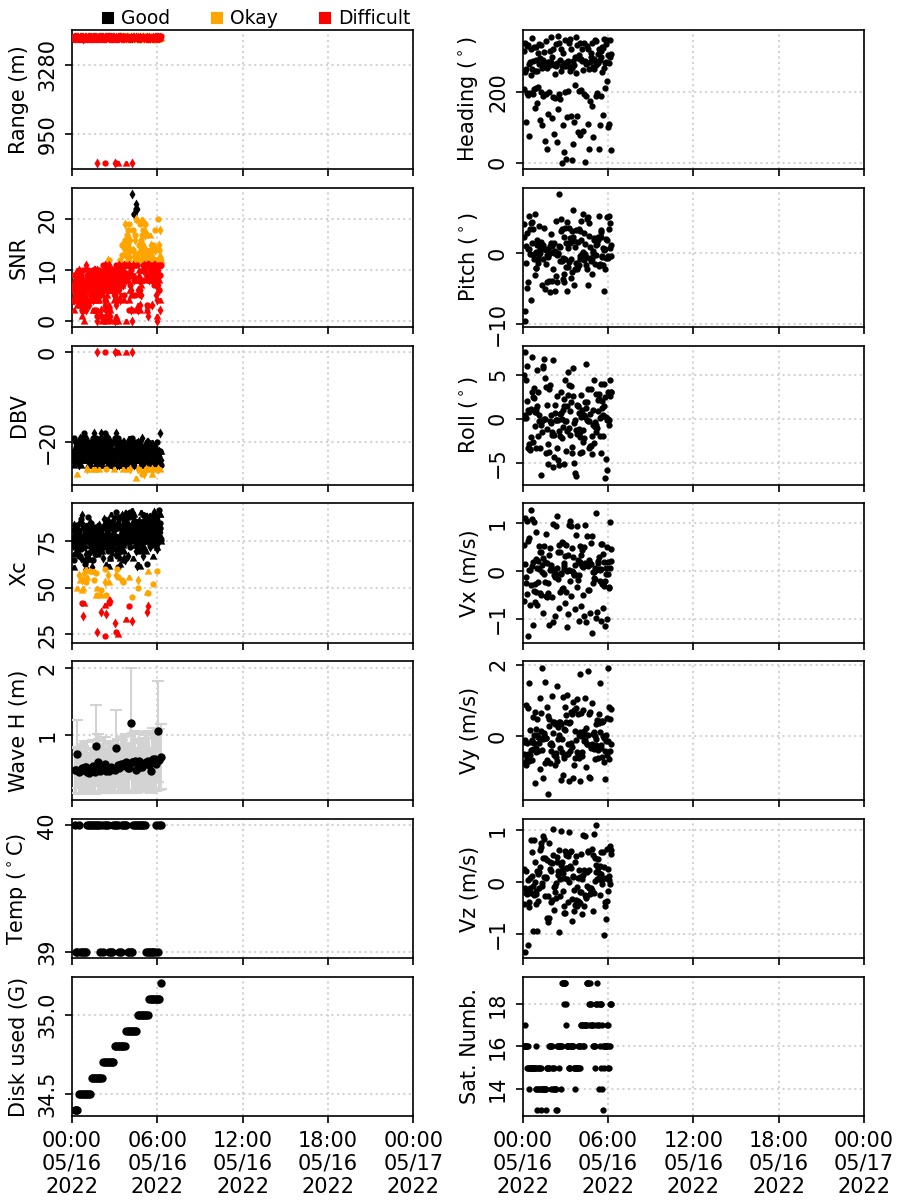 Good Okay Difficult
Range (m)
3280
950
Heading (°)
200
0
SNR
20
10
0
Pitch (°)
0
−10
DBV
0
−20
Roll (°)
5
0
−5
Xc
75
50
25
Vx (m/s)
1
0
−1
Wave H (m)
2
1
Vy (m/s)
2
0
Temp (°C)
40
39
Vz (m/s)
1
0
−1
Disk used (G)
35.0
34.5
Sat. Numb.
18
16
14
00:00 06:00 12:00 18:00 00:00
05/16 05/16 05/16 05/16 05/17
2022 2022 2022 2022 2022
00:00 06:00 12:00 18:00 00:00
05/16 05/16 05/16 05/16 05/17
2022 2022 2022 2022 2022